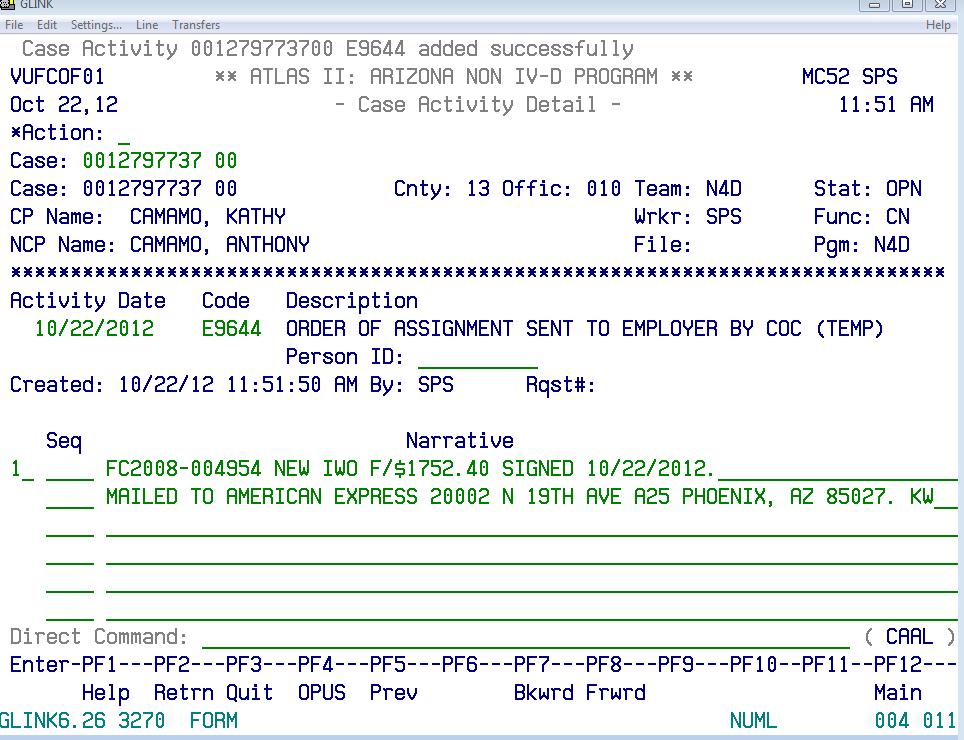 GLINK
File Edit Settings... Line Transfers Help
Case Activity 001279773700 E9644 added successfully
VUFCOF01 ** ATLAS II: ARIZONA NON IV-D PROGRAM ** MC52 SPS
Oct 22,12 - Case Activity Detail - 11:51 AM
*Action: _
Case: 0012797737 00
Case: 0012797737 00 Cnty: 13 Offic: 010 Team: N4D Stat: OPN
CP Name: CAMAMO, KATHY Wrkr: SPS Func: CN
NCP Name: CAMAMO, ANTHONY File: Pgm: N4D
******************************************************************************
Activity Date Code Description
10/22/2012 E9644 ORDER OF ASSIGNMENT SENT TO EMPLOYER BY COC (TEMP)
Person ID: __________
Created: 10/22/12 11:51:50 AM By: SPS Rqst#:
Seq Narrative
1_ ____ FC2008-004954 NEW IWO F/$1752.40 SIGNED 10/22/2012.
____ MAILED TO AMERICAN EXPRESS 20002 N 19TH AVE A25 PHOENIX, AZ 85027. KW__
Direct Command: ( CAAL )
Enter-PF1---PF2---PF3---PF4---PF5---PF6---PF7---PF8---PF9---PF10--PF11--PF12---
Help Retrn Quit OPUS Prev Bkwrd Frwrd Main
GLINK6.26 3270 FORM NUML 004 011